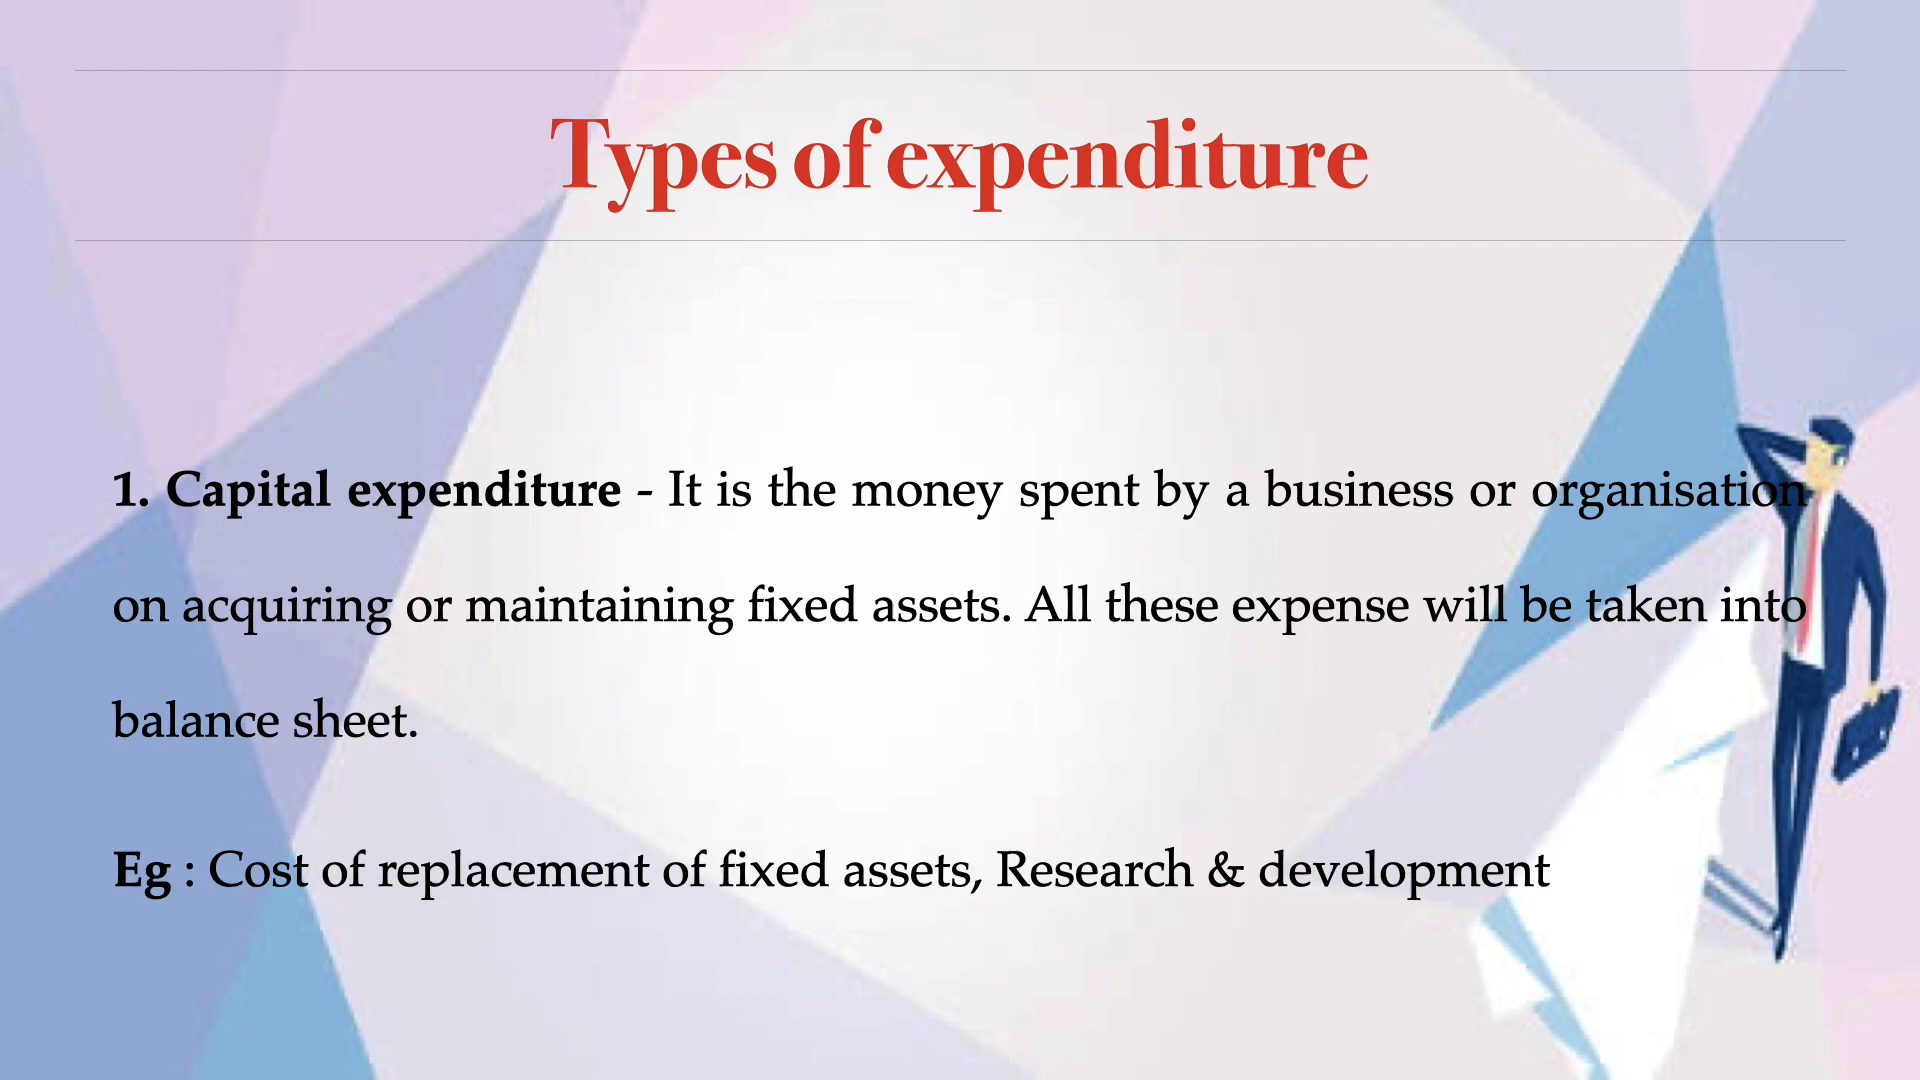 Types of expenditure
1. Capital expenditure - It is the money spent by a business or organisation
on acquiring or maintaining fixed assets. All these expense will be taken into
balance sheet.
Eg : Cost of replacement of fixed assets, Research & development